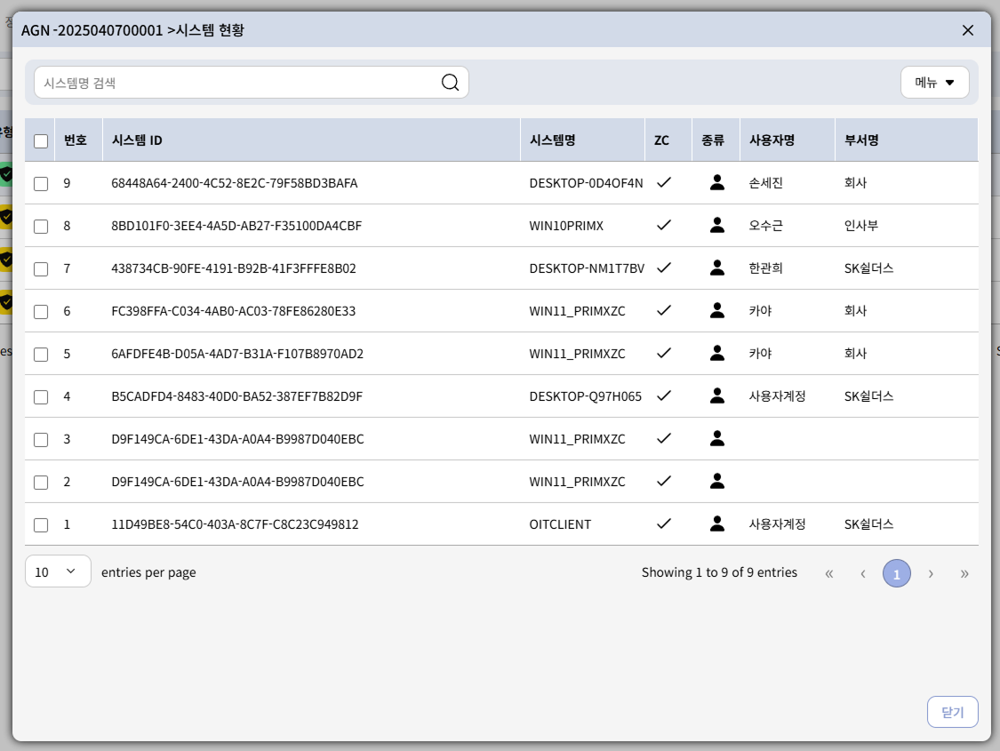 AGN -2025040700001 >시스템 현황
시스템명 검색
메뉴
번호 시스템 ID 시스템명 ZC 종류 사용자명 부서명
9 68448A64-2400-4C52-8E2C-79F58BD3BAFA DESKTOP-0D4OF4N 손세진 회사
8 8BD101F0-3EE4-4A5D-AB27-F35100DA4CBF WIN10PRIMX 오수근 인사부
7 438734CB-90FE-4191-B92B-41F3FFFE8B02 DESKTOP-NM1T7BV 한관희 SK쉴더스
6 FC398FFA-C034-4AB0-AC03-78FE86280E33 WIN11_PRIMXZC 카야 회사
5 6AFDFE4B-D05A-4AD7-B31A-F107B8970AD2 WIN11_PRIMXZC 카야 회사
4 B5CADFD4-8483-40D0-BA52-387EF7B82D9F DESKTOP-Q97H065 사용자계정 SK쉴더스
3 D9F149CA-6DE1-43DA-A0A4-B9987D040EBC WIN11_PRIMXZC
2 D9F149CA-6DE1-43DA-A0A4-B9987D040EBC WIN11_PRIMXZC
1 11D49BE8-54C0-403A-8C7F-C8C23C949812 OITCLIENT 사용자계정 SK쉴더스
10 entries per page Showing 1 to 9 of 9 entries « ‹ 1 › »
닫기